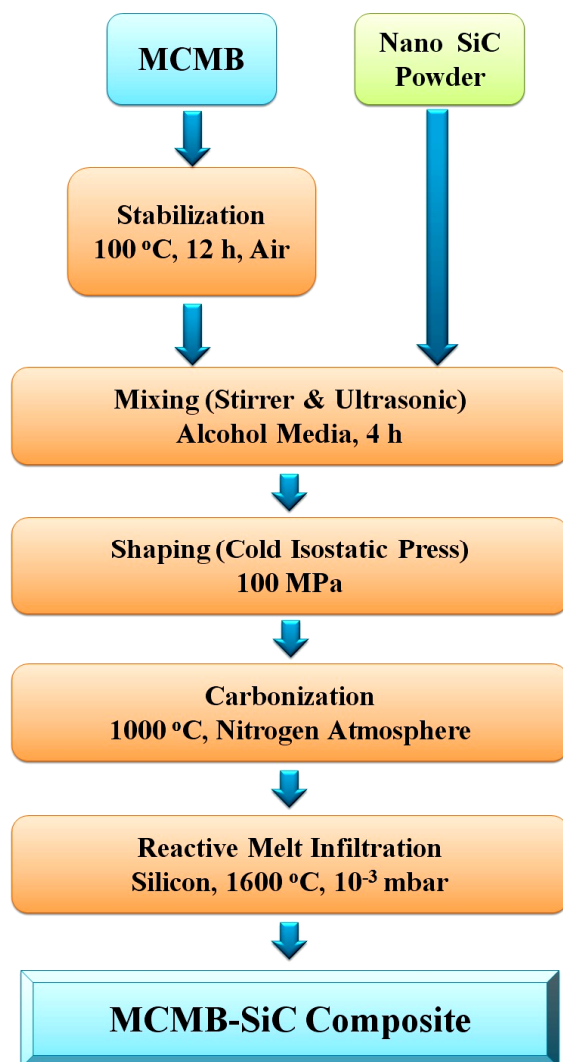 MCMB
Nano SiC
Powder
Stabilization
100 °C, 12 h, Air
Mixing (Stirrer & Ultrasonic)
Alcohol Media, 4 h
Shaping (Cold Isostatic Press)
100 MPa
Carbonization
1000 °C, Nitrogen Atmosphere
Reactive Melt Infiltration
Silicon, 1600 °C, 10⁻³ mbar
MCMB-SiC Composite